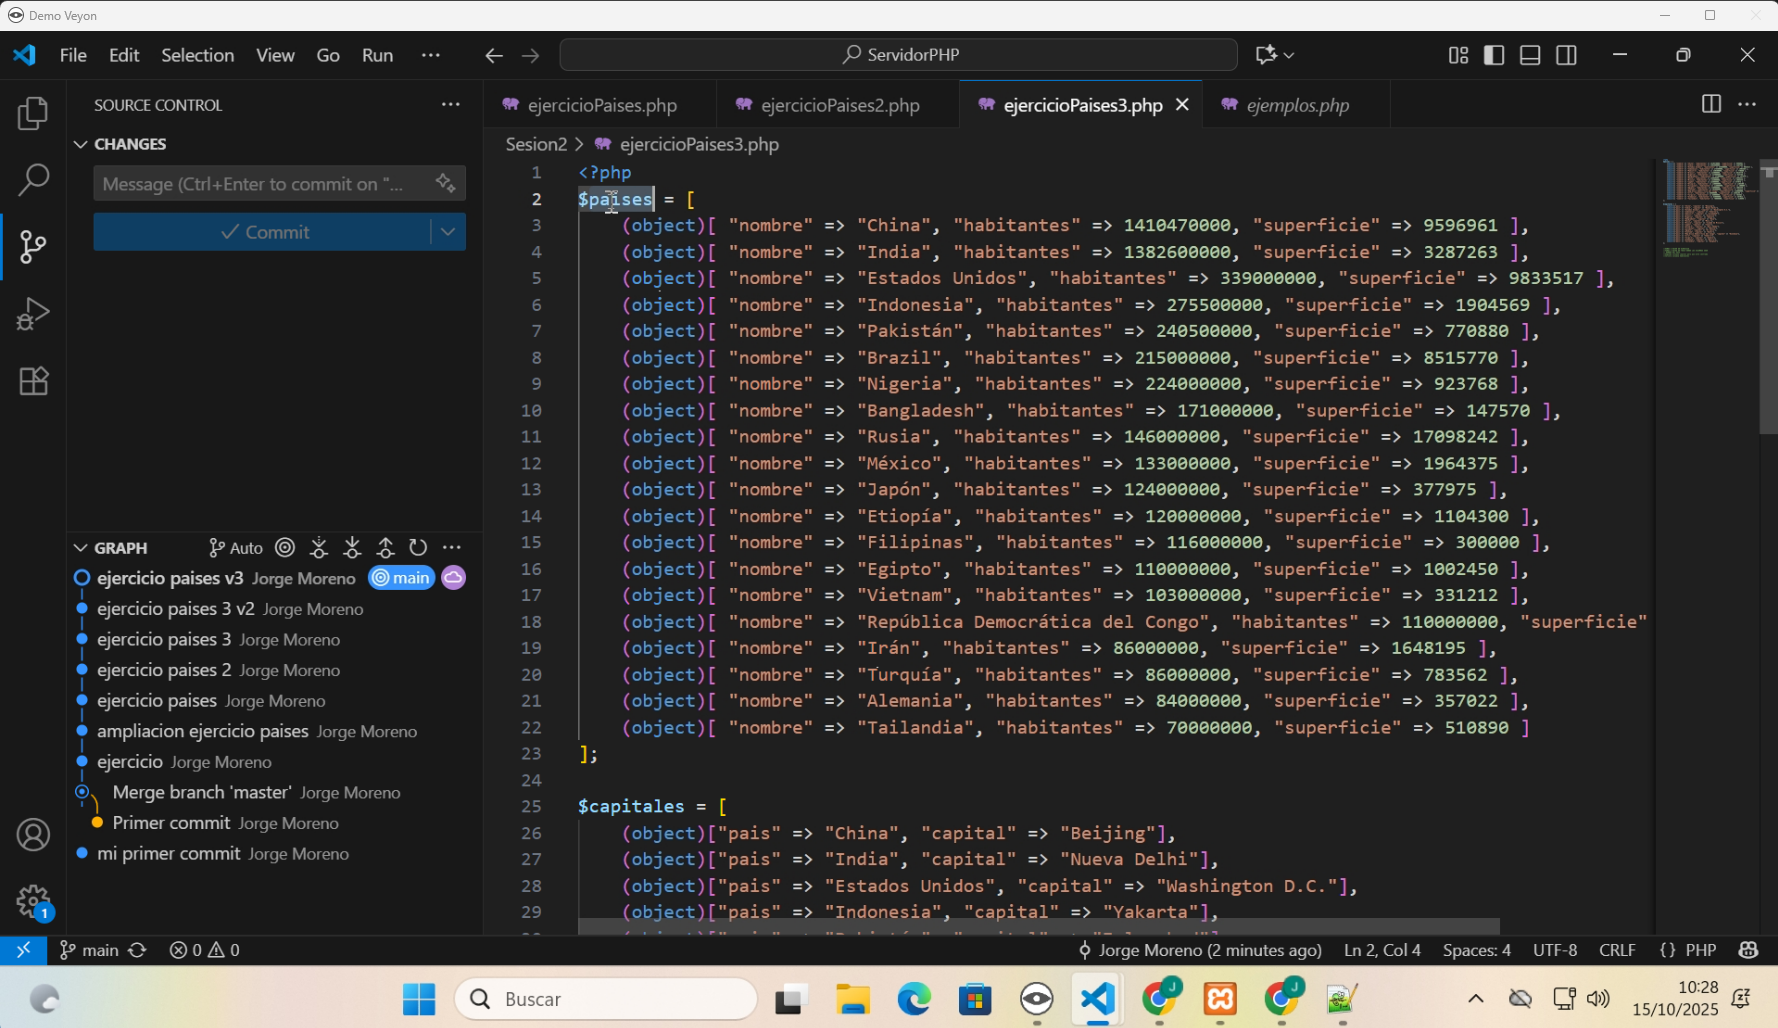 Demo Veyon
File Edit Selection View Go Run ServidorPHP
SOURCE CONTROL
CHANGES
Message (Ctrl+Enter to commit on "...
Commit
GRAPH Auto
ejercicio paises v3 Jorge Moreno main
ejercicio paises 3 v2 Jorge Moreno
ejercicio paises 3 Jorge Moreno
ejercicio paises 2 Jorge Moreno
ejercicio paises Jorge Moreno
ampliacion ejercicio paises Jorge Moreno
ejercicio Jorge Moreno
Merge branch 'master' Jorge Moreno
Primer commit Jorge Moreno
mi primer commit Jorge Moreno
ejercicioPaises.php ejercicioPaises2.php ejercicioPaises3.php ejemplos.php
Sesion2 > ejercicioPaises3.php
1 <?php
2 $paises = [
3 (object)[ "nombre" => "China", "habitantes" => 1410470000, "superficie" => 9596961 ],
4 (object)[ "nombre" => "India", "habitantes" => 1382600000, "superficie" => 3287263 ],
5 (object)[ "nombre" => "Estados Unidos", "habitantes" => 339000000, "superficie" => 9833517 ],
6 (object)[ "nombre" => "Indonesia", "habitantes" => 275500000, "superficie" => 1904569 ],
7 (object)[ "nombre" => "Pakistán", "habitantes" => 240500000, "superficie" => 770880 ],
8 (object)[ "nombre" => "Brazil", "habitantes" => 215000000, "superficie" => 8515770 ],
9 (object)[ "nombre" => "Nigeria", "habitantes" => 224000000, "superficie" => 923768 ],
10 (object)[ "nombre" => "Bangladesh", "habitantes" => 171000000, "superficie" => 147570 ],
11 (object)[ "nombre" => "Rusia", "habitantes" => 146000000, "superficie" => 17098242 ],
12 (object)[ "nombre" => "México", "habitantes" => 133000000, "superficie" => 1964375 ],
13 (object)[ "nombre" => "Japón", "habitantes" => 124000000, "superficie" => 377975 ],
14 (object)[ "nombre" => "Etiopía", "habitantes" => 120000000, "superficie" => 1104300 ],
15 (object)[ "nombre" => "Filipinas", "habitantes" => 116000000, "superficie" => 300000 ],
16 (object)[ "nombre" => "Egipto", "habitantes" => 110000000, "superficie" => 1002450 ],
17 (object)[ "nombre" => "Vietnam", "habitantes" => 103000000, "superficie" => 331212 ],
18 (object)[ "nombre" => "República Democrática del Congo", "habitantes" => 110000000, "superficie"
19 (object)[ "nombre" => "Irán", "habitantes" => 86000000, "superficie" => 1648195 ],
20 (object)[ "nombre" => "Turquía", "habitantes" => 86000000, "superficie" => 783562 ],
21 (object)[ "nombre" => "Alemania", "habitantes" => 84000000, "superficie" => 357022 ],
22 (object)[ "nombre" => "Tailandia", "habitantes" => 70000000, "superficie" => 510890 ]
23 ];
24
25 $capitales = [
26 (object)["pais" => "China", "capital" => "Beijing"],
27 (object)["pais" => "India", "capital" => "Nueva Delhi"],
28 (object)["pais" => "Estados Unidos", "capital" => "Washington D.C."],
29 (object)["pais" => "Indonesia", "capital" => "Yakarta"],
1
main 0 0 Jorge Moreno (2 minutes ago) Ln 2, Col 4 Spaces: 4 UTF-8 CRLF {} PHP
Buscar J J 10:28
15/10/2025